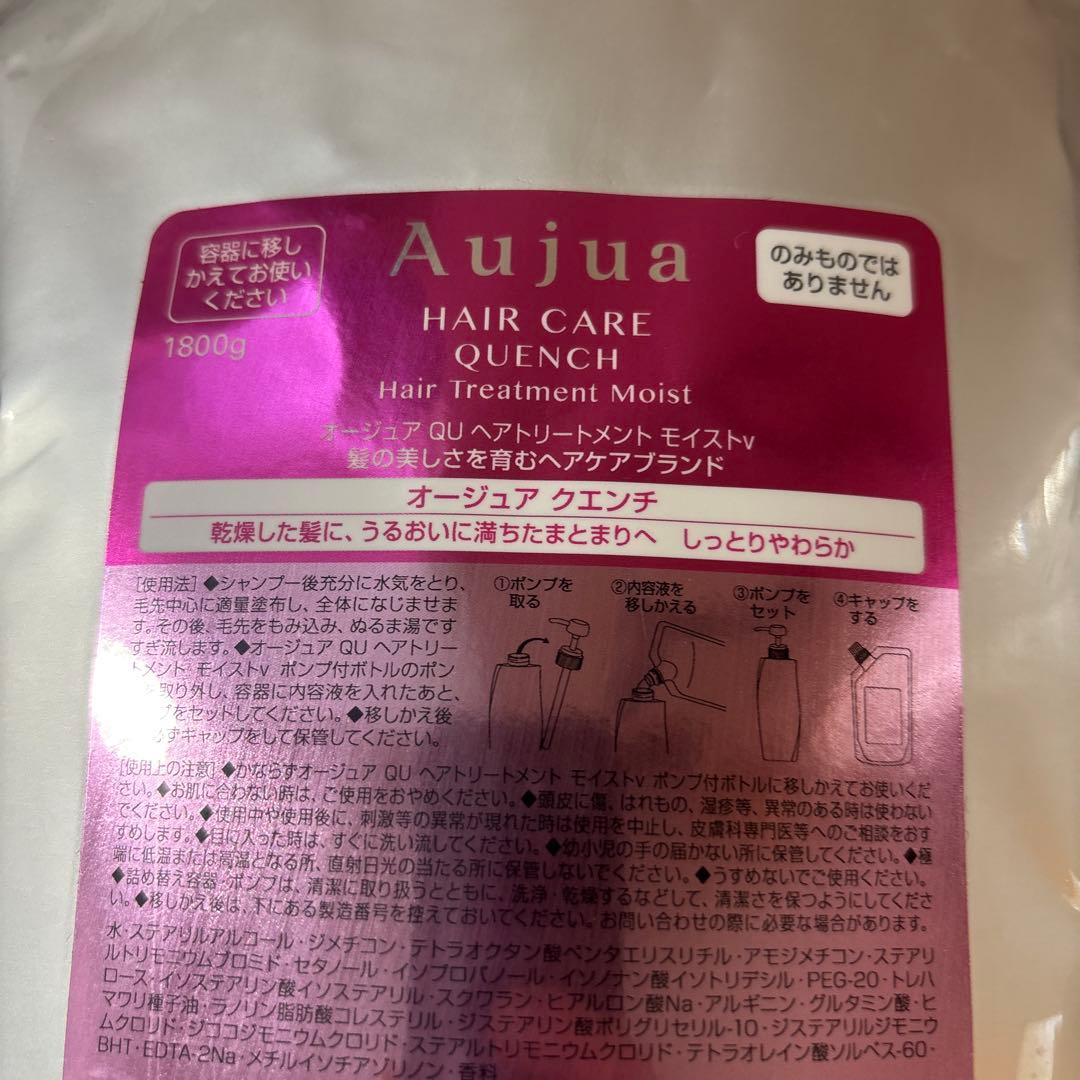 容器に移し
かえてお使い
ください
Aujua
のみものでは
ありません
1800g
HAIR CARE
QUENCH
Hair Treatment Moist
オージュア QU ヘアトリートメント モイストv
髪の美しさを育むヘアケアブランド
オージュア クエンチ
乾燥した髪に、うるおいに満ちたまとまりへ しっとりやわらか
[使用法]◆シャンプー後充分に水気をとり、
毛先中心に適量塗布し、全体になじませま
す。その後、毛先をもみ込み、ぬるま湯です
すぎ流します。◆オージュア QU ヘアトリー
トメント モイストv ポンプ付ボトルのポン
を取り外し、容器に内容液を入れたあと、
プをセットしてください。◆移しかえ後
ずキャップをして保管してください。
①ポンプを
取る
②内容液を
移しかえる
③ポンプを
セット
④キャップを
する
[使用上の注意]◆かならずオージュア QU ヘアトリートメント モイストv ポンプ付ボトルに移しかえてお使いくだ
さい。◆お肌に合わない時は、ご使用をおやめください。◆頭皮に傷、はれもの、湿疹等、異常のある時は使わない
でください。◆使用中や使用後に、刺激等の異常が現れた時は使用を中止し、皮膚科専門医等へのご相談をおす
すめします。◆目に入った時は、すぐに洗い流してください。◆幼小児の手の届かない所に保管してください。◆極
端に低温または高温となる所、直射日光の当たる所に保管しないでください。◆うすめないでご使用ください。
◆詰め替え容器・ポンプは、清潔に取り扱うとともに、洗浄・乾燥するなどして、清潔さを保つようにしてくださ
い。◆移しかえ後は、下にある製造番号を控えておいてください。お問い合わせの際に必要な場合があります。
水・ステアリルアルコール・ジメチコン・テトラオクタン酸ペンタエリスリチル・アモジメチコン・ステアリ
ルトリモニウムブロミド・セタノール・イソプロパノール・イソノナン酸イソトリデシル・PEG-20・トレハ
ロース・イソステアリン酸イソステアリル・スクワラン・ヒアルロン酸Na・アルギニン・グルタミン酸・ヒ
マワリ種子油・ラノリン脂肪酸コレステリル・ジステアリン酸ポリグリセリル-10・ジステアリルジモニウ
ムクロリド・ジココジモニウムクロリド・ステアルトリモニウムクロリド・テトラオレイン酸ソルベス-60・
BHT・EDTA-2Na・メチルイソチアゾリノン・香料